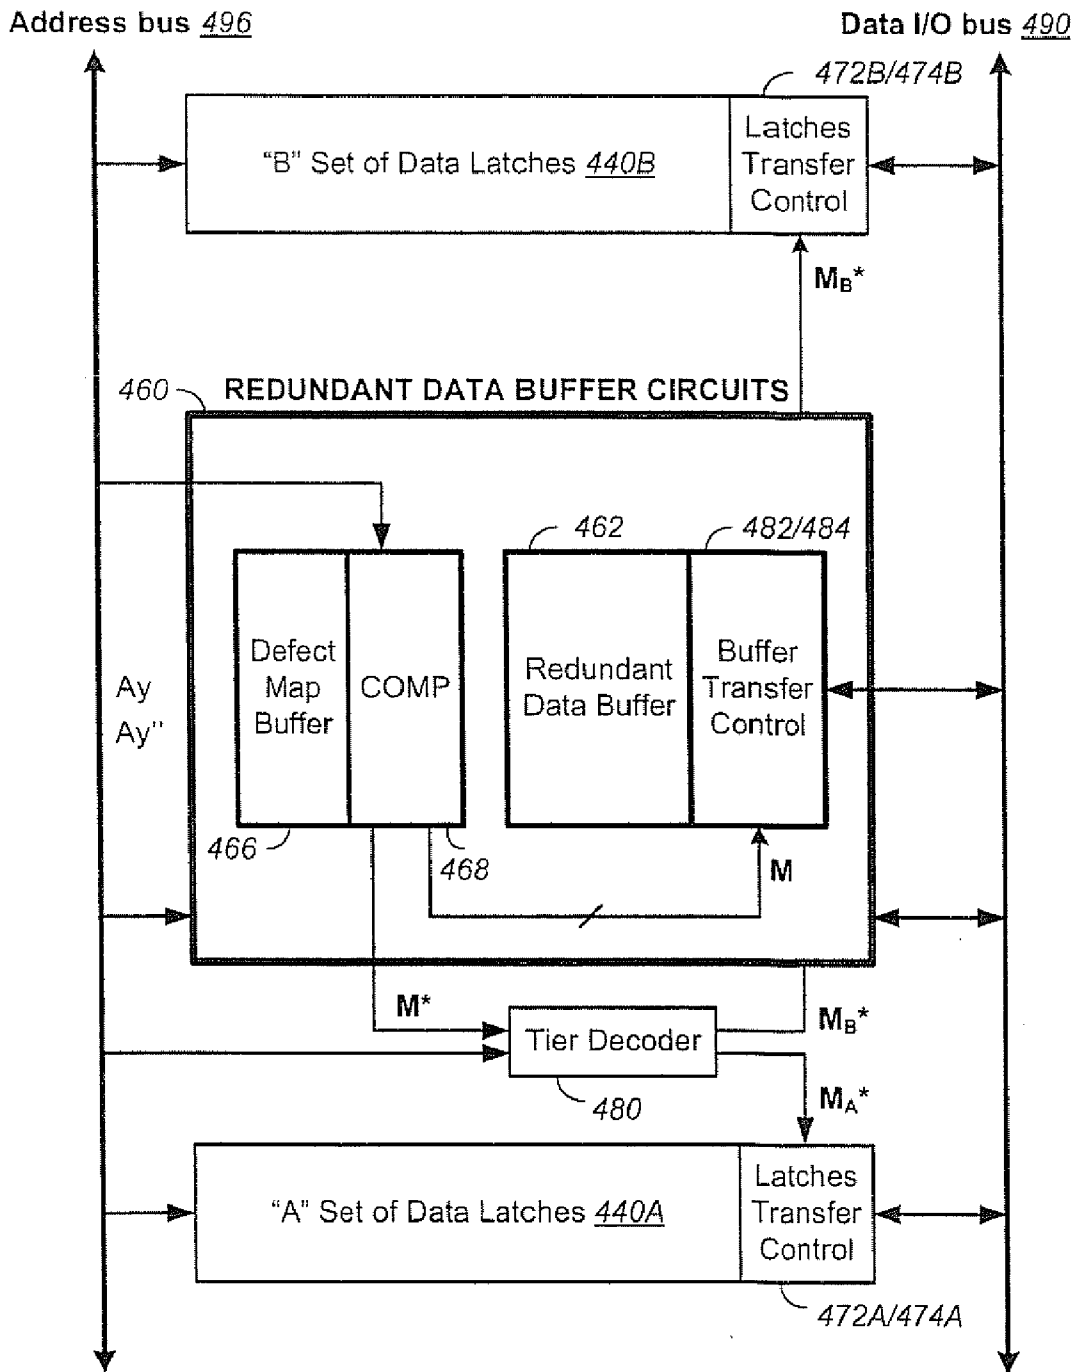 Address bus 496
Data I/O bus 490
472B/474B
"B" Set of Data Latches 440B
Latches
Transfer
Control
MB*
460
REDUNDANT DATA BUFFER CIRCUITS
462
482/484
Defect
Map
Buffer
COMP
Redundant
Data Buffer
Buffer
Transfer
Control
Ay
Ay"
466
468
M
M*
Tier Decoder
MB*
480
MA*
"A" Set of Data Latches 440A
Latches
Transfer
Control
472A/474A